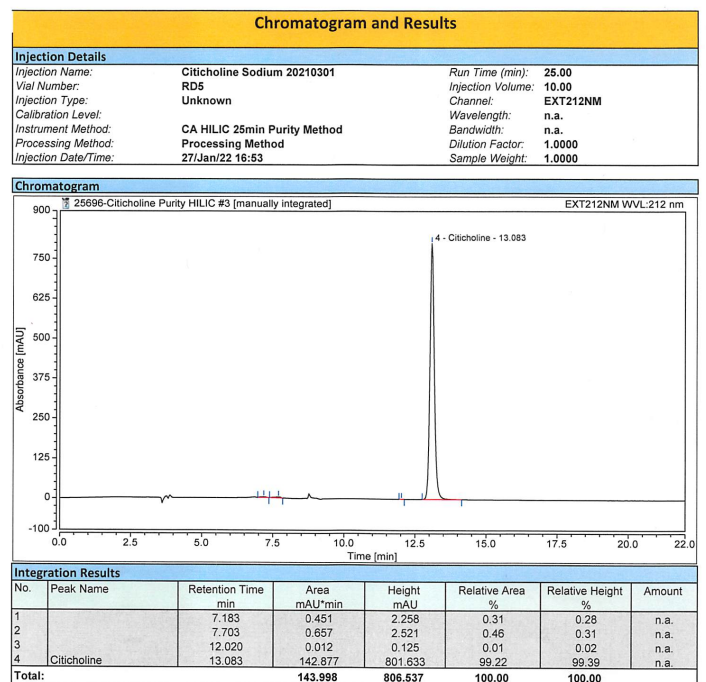 Chromatogram and Results
Injection Details
Injection Name: Citicholine Sodium 20210301 Run Time (min): 25.00
Vial Number: RD5 Injection Volume: 10.00
Injection Type: Unknown Channel: EXT212NM
Calibration Level: Wavelength: n.a.
Instrument Method: CA HILIC 25min Purity Method Bandwidth: n.a.
Processing Method: Processing Method Dilution Factor: 1.0000
Injection Date/Time: 27/Jan/22 16:53 Sample Weight: 1.0000
Chromatogram
25696-Citicholine Purity HILIC #3 [manually integrated] EXT212NM WVL:212 nm
900
4 - Citicholine - 13.083
750
625
500
375
250
125
0
-100
Absorbance [mAU]
0.0 2.5 5.0 7.5 10.0 12.5 15.0 17.5 20.0 22.0
Time [min]
Integration Results
No. Peak Name Retention Time Area Height Relative Area Relative Height Amount
min mAU*min mAU % %
1 7.183 0.451 2.258 0.31 0.28 n.a.
2 7.703 0.657 2.521 0.46 0.31 n.a.
3 12.020 0.012 0.125 0.01 0.02 n.a.
4 Citicholine 13.083 142.877 801.633 99.22 99.39 n.a.
Total: 143.998 806.537 100.00 100.00